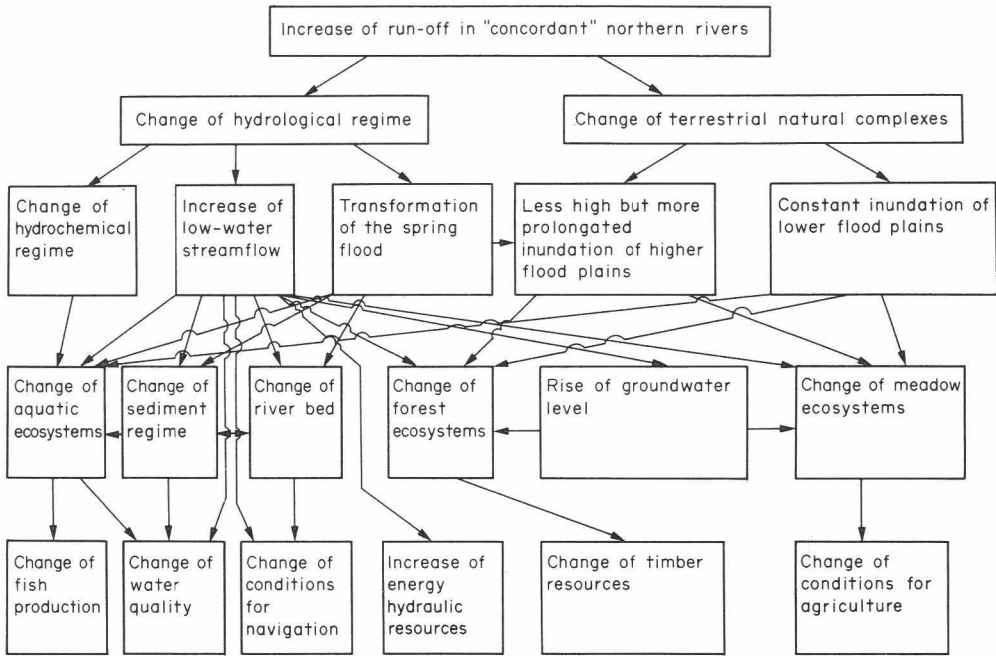 Increase of run-off in "concordant" northern rivers
Change of hydrological regime
Change of terrestrial natural complexes
Change of
hydrochemical
regime
Increase of
low-water
streamflow
Transformation
of the spring
flood
Less high but more
prolongated
inundation of higher
flood plains
Constant inundation of
lower flood plains
Change of
aquatic
ecosystems
Change of
sediment
regime
Change of
river bed
Change of
forest
ecosystems
Rise of groundwater
level
Change of meadow
ecosystems
Change of
fish
production
Change of
water
quality
Change of
conditions
for
navigation
Increase of
energy
hydraulic
resources
Change of timber
resources
Change of
conditions for
agriculture